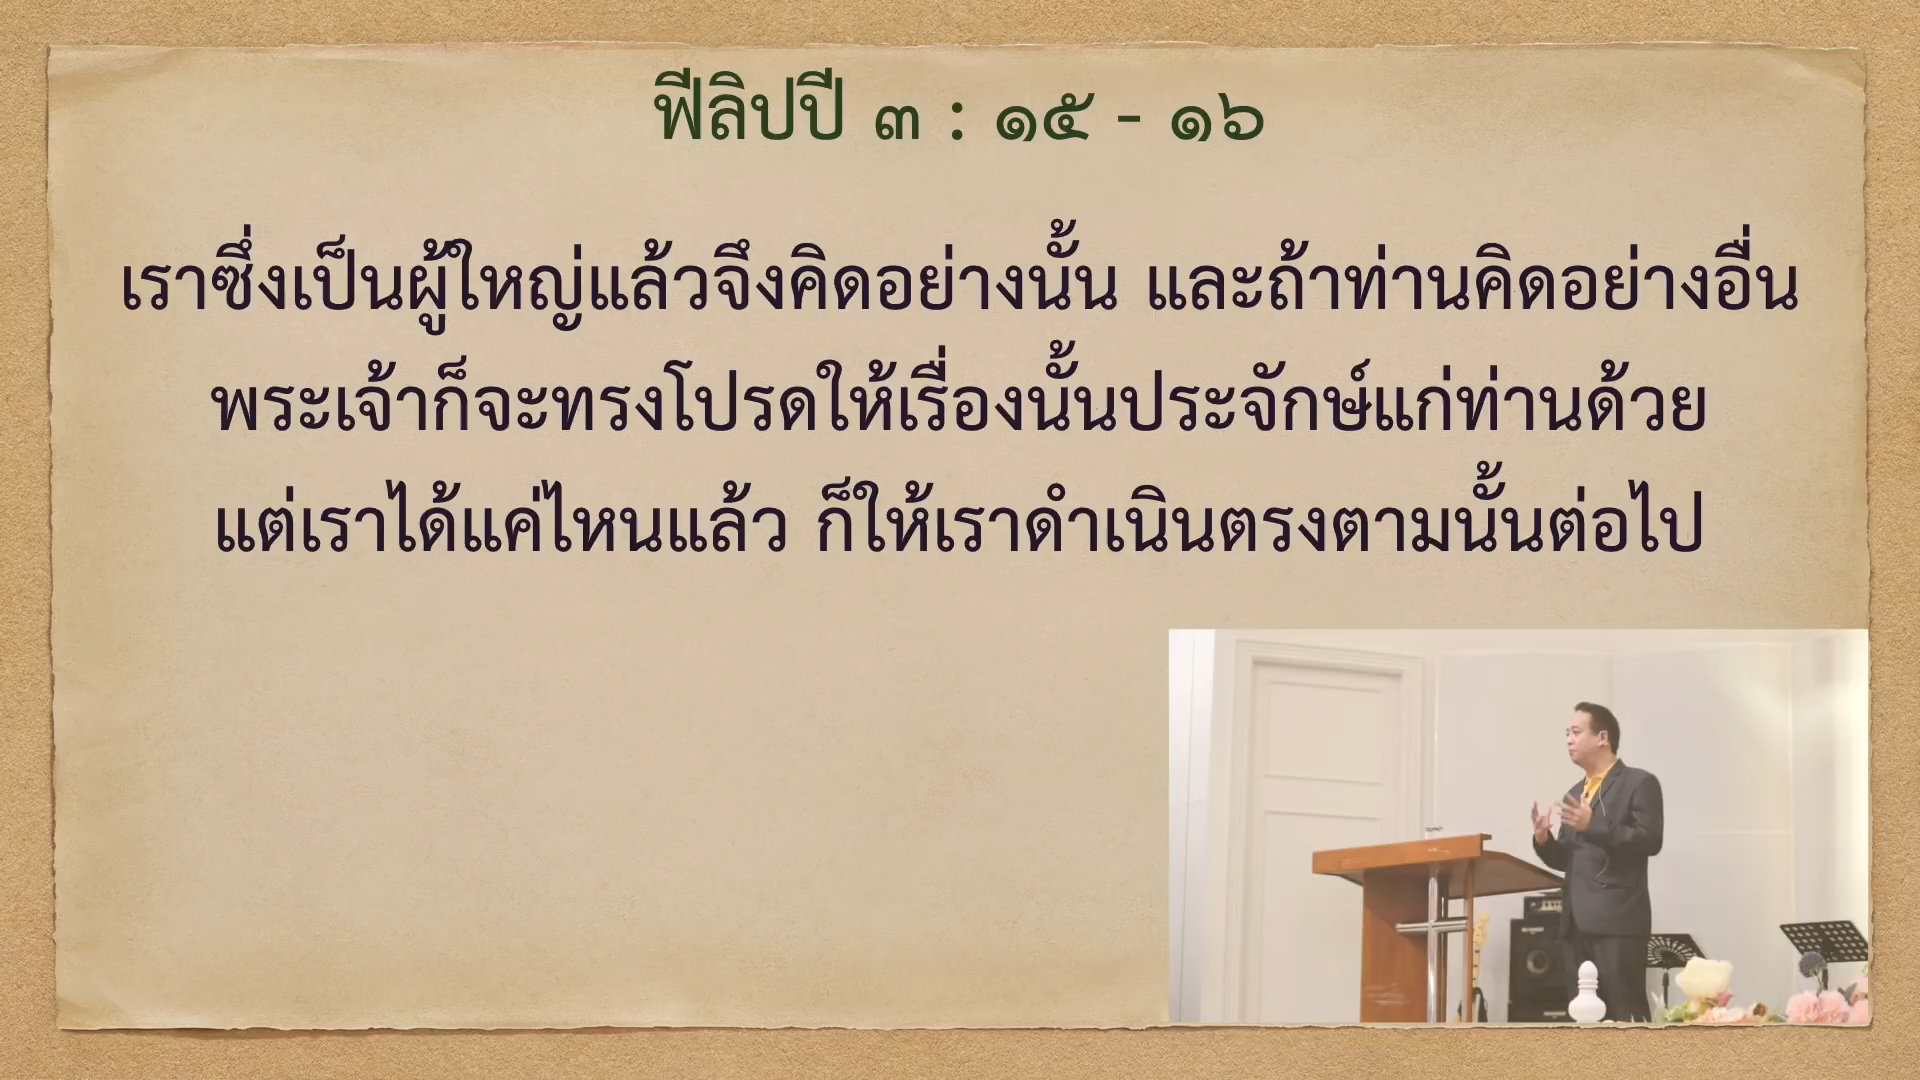 ฟีลิปปี ๓ : ๑๕ - ๑๖
เราซึ่งเป็นผู้ใหญ่แล้วจึงคิดอย่างนั้น และถ้าท่านคิดอย่างอื่น
พระเจ้าก็จะทรงโปรดให้เรื่องนั้นประจักษ์แก่ท่านด้วย
แต่เราได้แค่ไหนแล้ว ก็ให้เราดำเนินตรงตามนั้นต่อไป